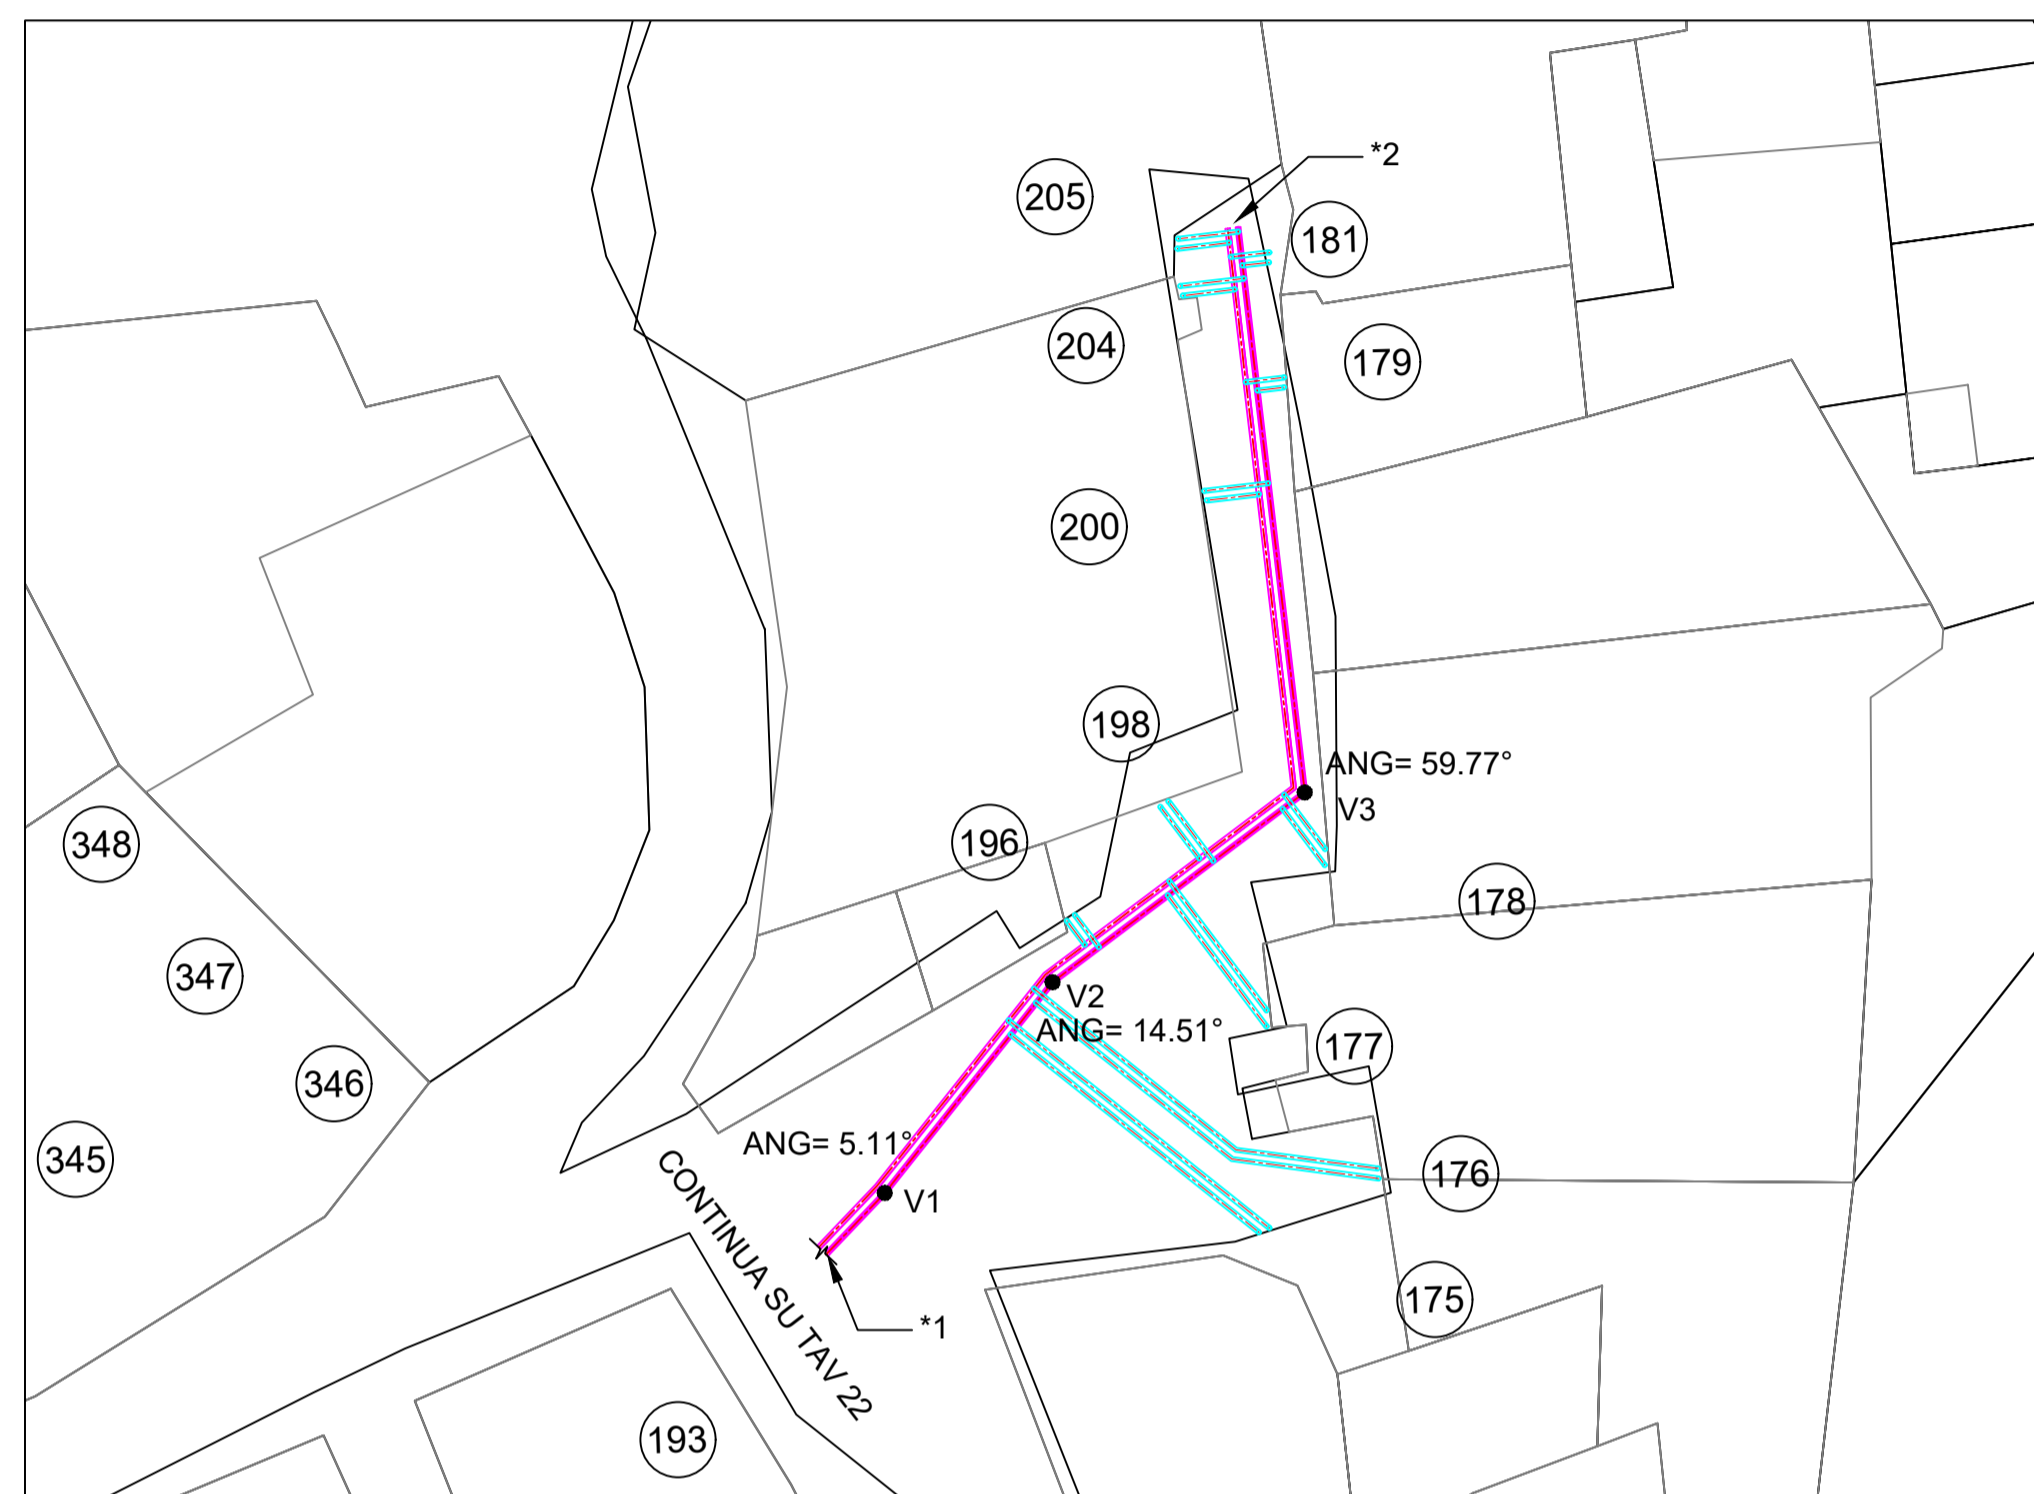 *2
205
181
204
179
200
198
ANG= 59.77°
V3
196
348
178
347
V2
ANG= 14.51°
177
346
ANG= 5.11°
345
176
V1
CONTINUA SU TAV 22
175
*1
193